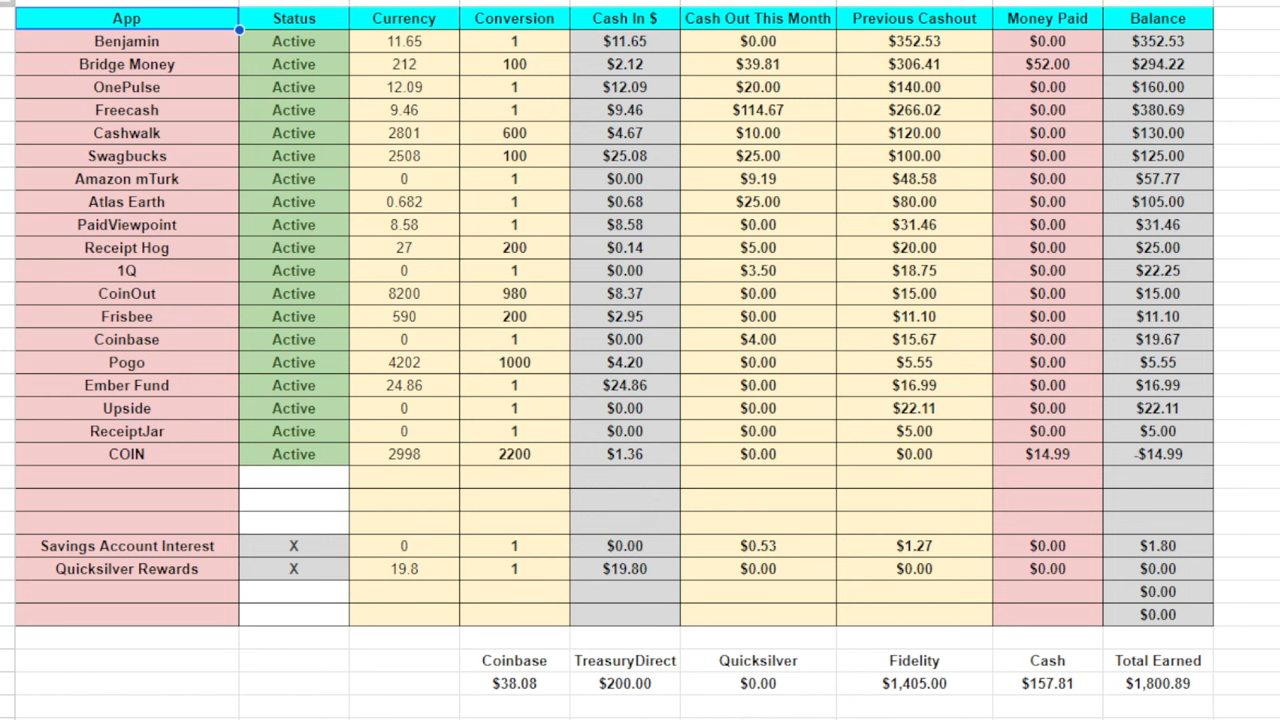 App Status Currency Conversion Cash In $ Cash Out This Month Previous Cashout Money Paid Balance
Benjamin Active 11.65 1 $11.65 $0.00 $352.53 $0.00 $352.53
Bridge Money Active 212 100 $2.12 $39.81 $306.41 $52.00 $294.22
OnePulse Active 12.09 1 $12.09 $20.00 $140.00 $0.00 $160.00
Freecash Active 9.46 1 $9.46 $114.67 $266.02 $0.00 $380.69
Cashwalk Active 2801 600 $4.67 $10.00 $120.00 $0.00 $130.00
Swagbucks Active 2508 100 $25.08 $25.00 $100.00 $0.00 $125.00
Amazon mTurk Active 0 1 $0.00 $9.19 $48.58 $0.00 $57.77
Atlas Earth Active 0.682 1 $0.68 $25.00 $80.00 $0.00 $105.00
PaidViewpoint Active 8.58 1 $8.58 $0.00 $31.46 $0.00 $31.46
Receipt Hog Active 27 200 $0.14 $5.00 $20.00 $0.00 $25.00
1Q Active 0 1 $0.00 $3.50 $18.75 $0.00 $22.25
CoinOut Active 8200 980 $8.37 $0.00 $15.00 $0.00 $15.00
Frisbee Active 590 200 $2.95 $0.00 $11.10 $0.00 $11.10
Coinbase Active 0 1 $0.00 $4.00 $15.67 $0.00 $19.67
Pogo Active 4202 1000 $4.20 $0.00 $5.55 $0.00 $5.55
Ember Fund Active 24.86 1 $24.86 $0.00 $16.99 $0.00 $16.99
Upside Active 0 1 $0.00 $0.00 $22.11 $0.00 $22.11
ReceiptJar Active 0 1 $0.00 $0.00 $5.00 $0.00 $5.00
COIN Active 2998 2200 $1.36 $0.00 $0.00 $14.99 -$14.99
Savings Account Interest X 0 1 $0.00 $0.53 $1.27 $0.00 $1.80
Quicksilver Rewards X 19.8 1 $19.80 $0.00 $0.00 $0.00 $0.00
$0.00
$0.00
Coinbase TreasuryDirect Quicksilver Fidelity Cash Total Earned
$38.08 $200.00 $0.00 $1,405.00 $157.81 $1,800.89